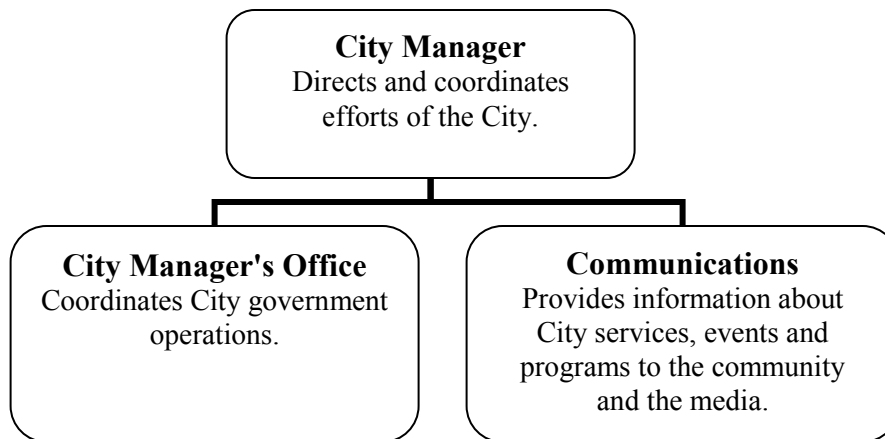 City Manager
Directs and coordinates
efforts of the City.
City Manager's Office
Coordinates City government
operations.
Communications
Provides information about
City services, events and
programs to the community
and the media.